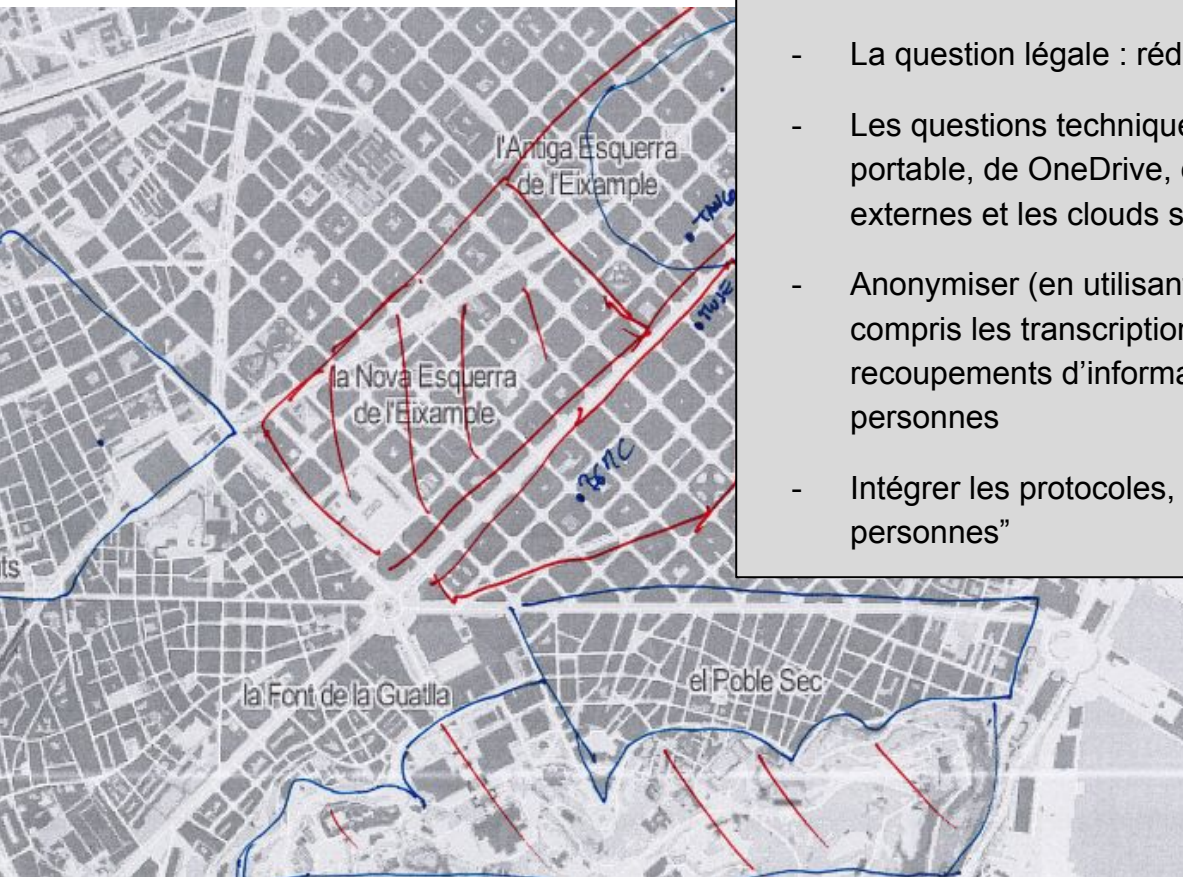 l'Antiga Esquerra
de l'Eixample
la Nova Esquerra
de l'Eixample
ts
la Font de la Guatlla
el Poble Sec
- La question légale : réd
- Les questions technique
portable, de OneDrive,
externes et les clouds s
- Anonymiser (en utilisan
compris les transcription
recoupements d'informa
personnes
- Intégrer les protocoles,
personnes”